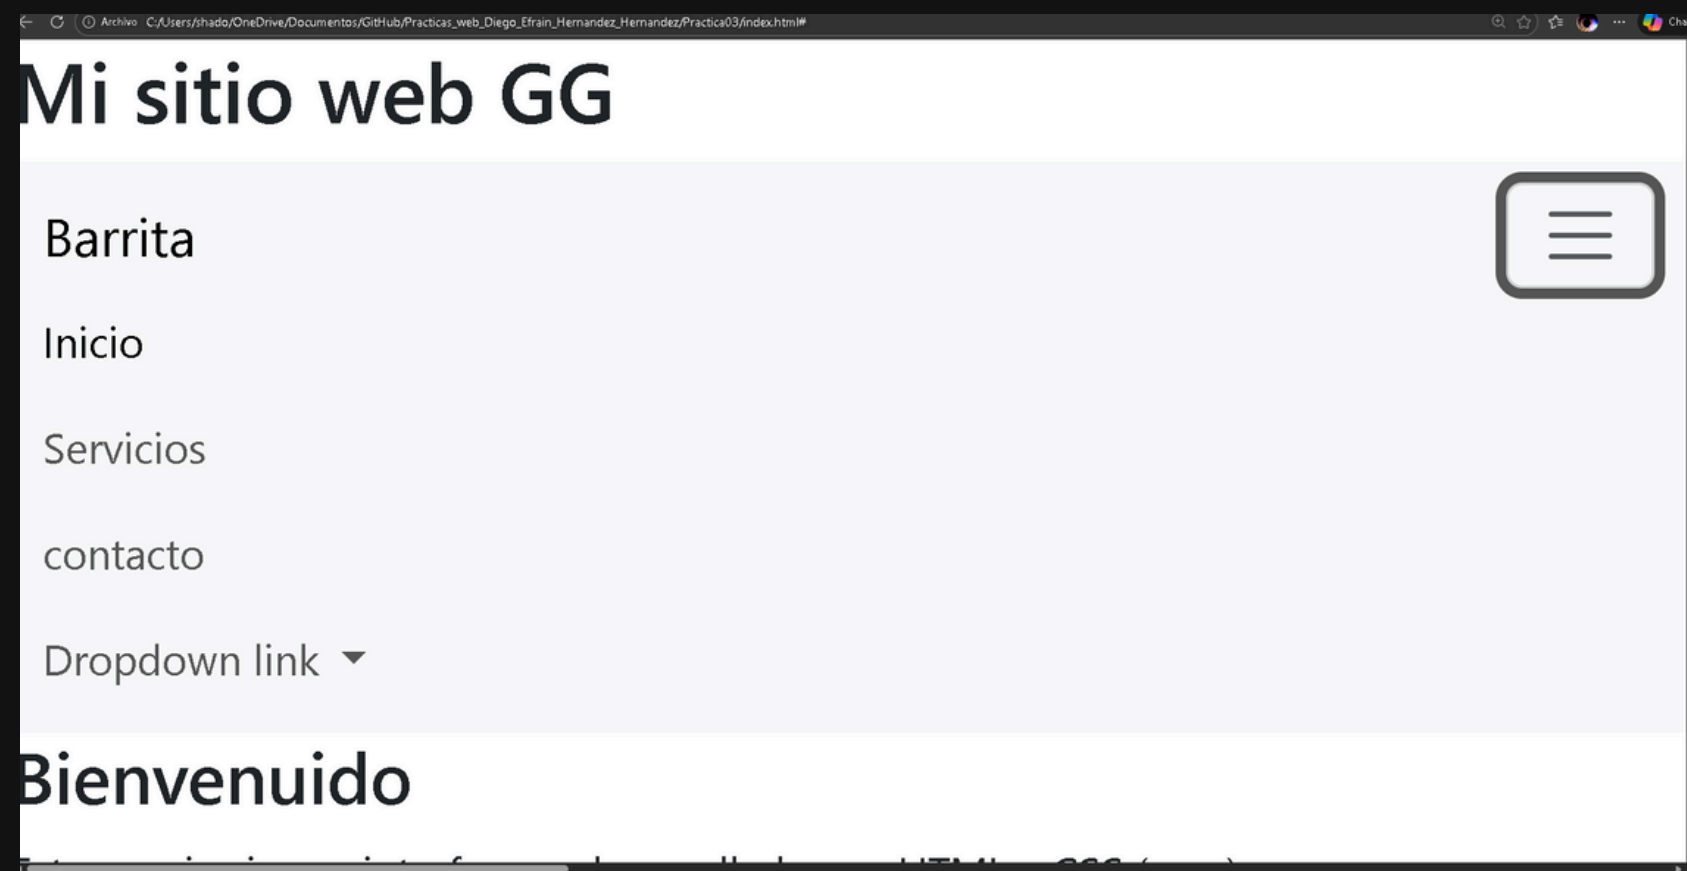 Archivo C:/Users/shado/OneDrive/Documentos/GitHub/Practicas_web_Diego_Efrain_Hernandez_Hernandez/Practica03/index.html#
Mi sitio web GG
Barrita
Inicio
Servicios
contacto
Dropdown link
Bienvenuido